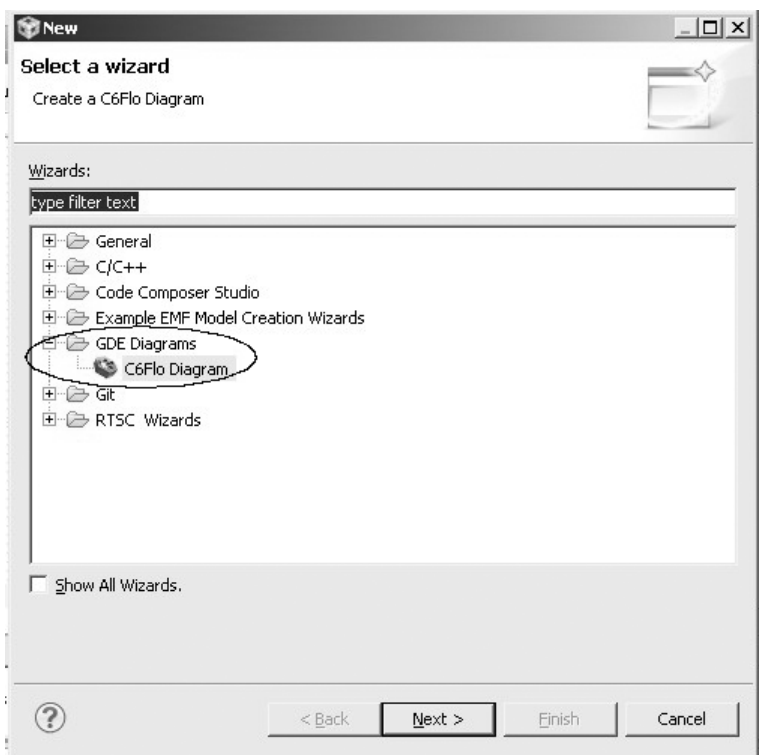 New
Select a wizard
Create a C6Flo Diagram
Wizards:
type filter text
General
C/C++
Code Composer Studio
Example EMF Model Creation Wizards
GDE Diagrams
C6Flo Diagram
Git
RTSC Wizards
Show All Wizards.
< Back Next > Finish Cancel